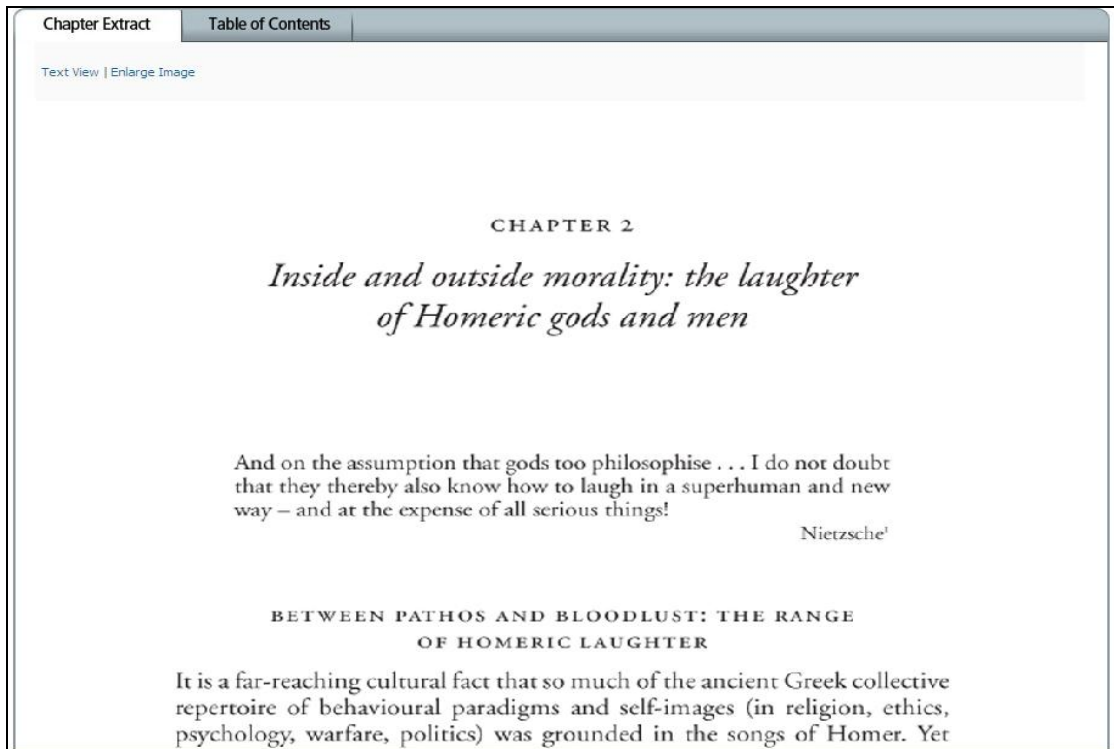 Chapter Extract
Table of Contents
Text View | Enlarge Image
CHAPTER 2
Inside and outside morality: the laughter
of Homeric gods and men
And on the assumption that gods too philosophise . . . I do not doubt
that they thereby also know how to laugh in a superhuman and new
way – and at the expense of all serious things!
Nietzsche¹
BETWEEN PATHOS AND BLOODLUST: THE RANGE
OF HOMERIC LAUGHTER
It is a far-reaching cultural fact that so much of the ancient Greek collective
repertoire of behavioural paradigms and self-images (in religion, ethics,
psychology, warfare, politics) was grounded in the songs of Homer. Yet